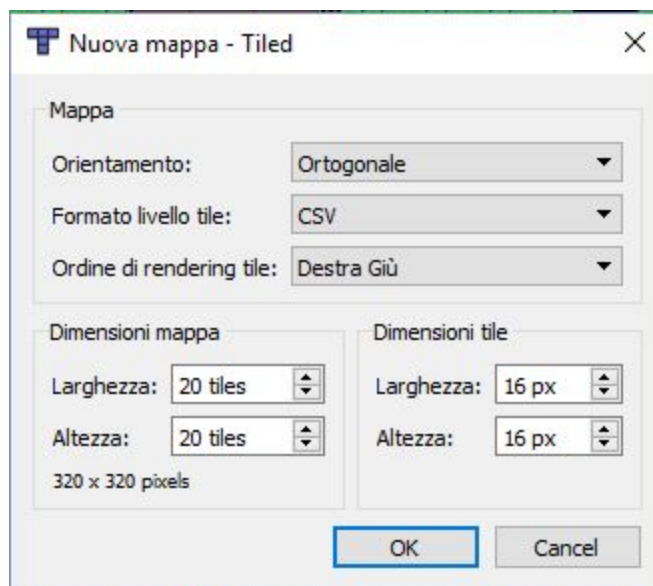 Nuova mappa - Tiled
Mappa
Orientamento: Ortogonale
Formato livello tile: CSV
Ordine di rendering tile: Destra Giù
Dimensioni mappa
Larghezza: 20 tiles
Altezza: 20 tiles
320 x 320 pixels
Dimensioni tile
Larghezza: 16 px
Altezza: 16 px
OK Cancel